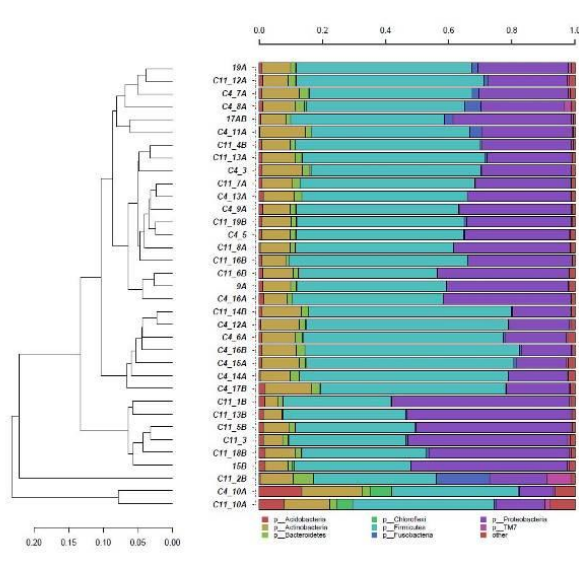 0.0 0.2 0.4 0.6 0.8 1.0
19A
C11_12A
C4_7A
C4_8A
17AB
C4_11A
C11_4B
C11_13A
C4_3
C11_7A
C4_13A
C4_9A
C11_19B
C4_5
C11_8A
C11_16B
C11_6B
9A
C4_16A
C11_14B
C4_12A
C4_6A
C4_16B
C4_15A
C4_14A
C4_17B
C11_1B
C11_13B
C11_5B
C11_3
C11_18B
15B
C11_2B
C4_10A
C11_10A
0.20 0.15 0.10 0.05 0.00
p__Acidobacteria p__Chloroflexi p__Proteobacteria
p__Actinobacteria p__Firmicutes p__TM7
p__Bacteroidetes p__Fusobacteria other